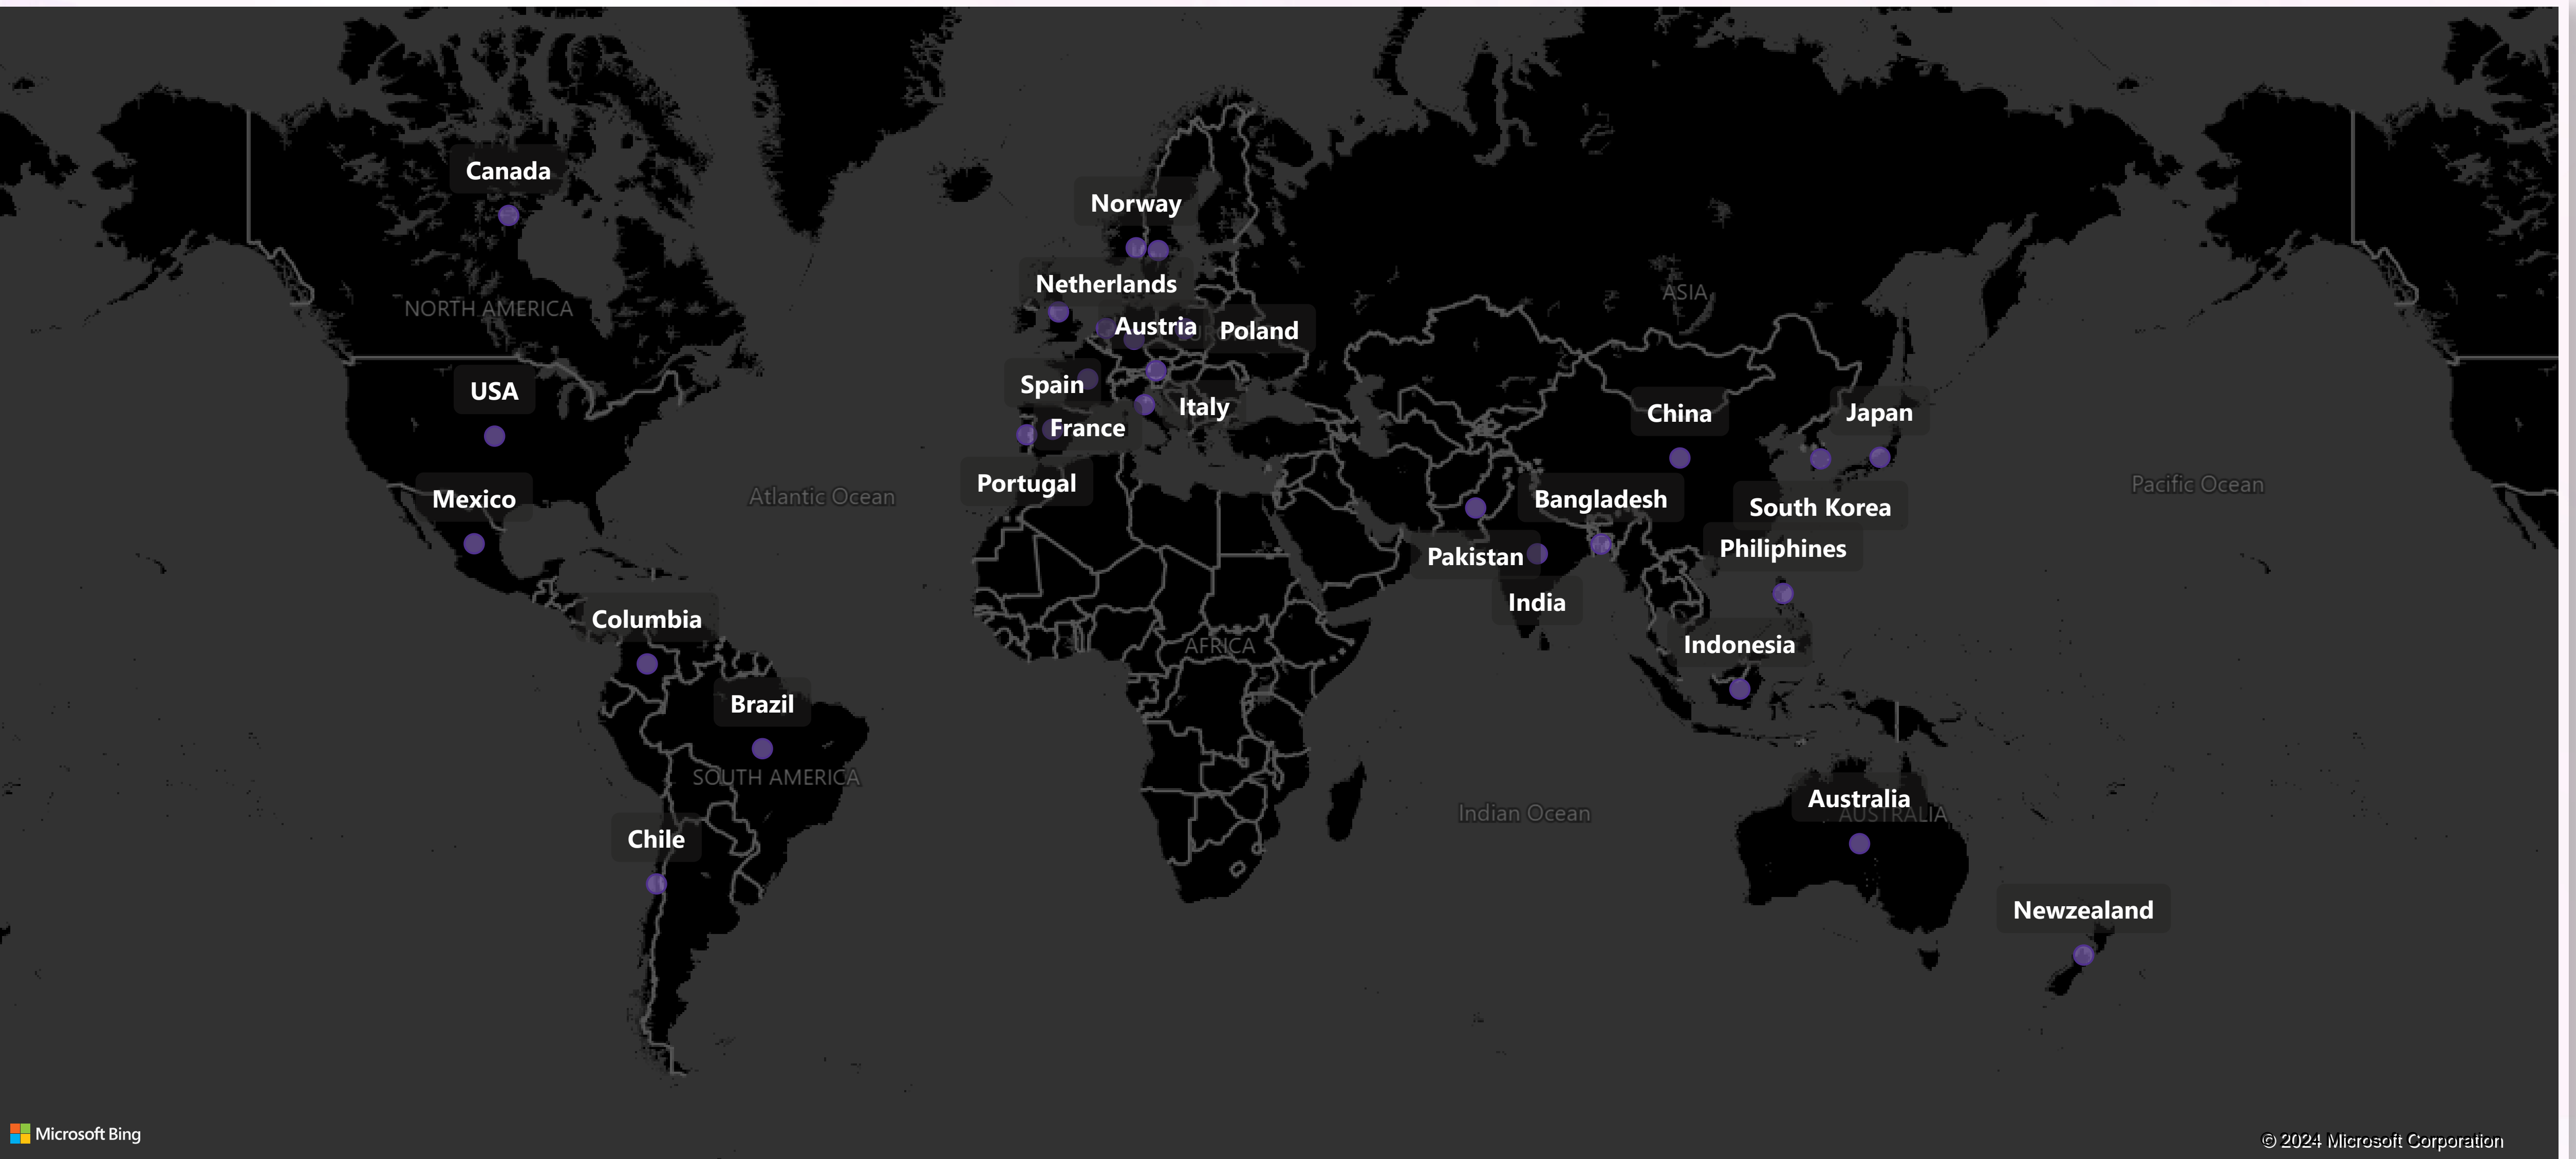 Canada
Norway
Netherlands
NORTH AMERICA
ASIA
Austria
Poland
USA
Spain
Italy
China
Japan
France
Mexico
Atlantic Ocean
Portugal
Bangladesh
South Korea
Pacific Ocean
Pakistan
Philiphines
India
Columbia
AFRICA
Indonesia
Brazil
SOUTH AMERICA
Chile
Indian Ocean
Australia
AUSTRALIA
Newzealand
Microsoft Bing
© 2024 Microsoft Corporation